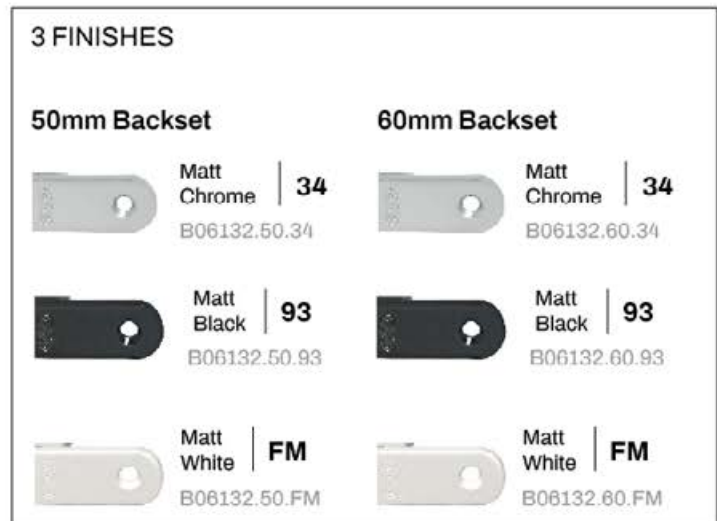 3 FINISHES
50mm Backset
Matt
Chrome
34
B06132.50.34
Matt
Black
93
B06132.50.93
Matt
White
FM
B06132.50.FM
60mm Backset
Matt
Chrome
34
B06132.60.34
Matt
Black
93
B06132.60.93
Matt
White
FM
B06132.60.FM